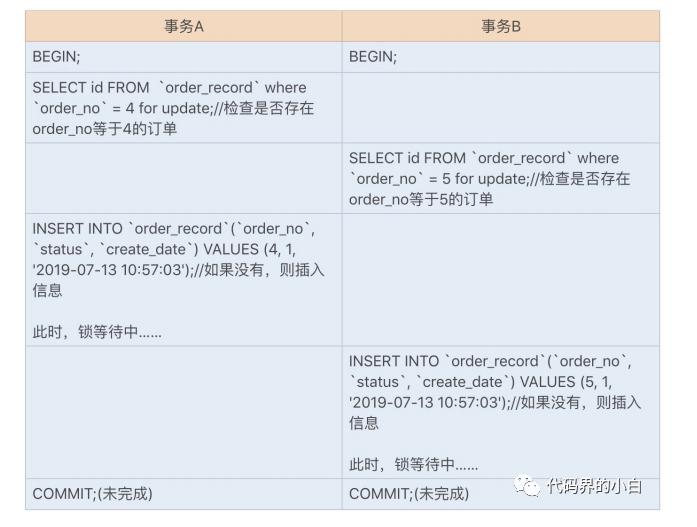 事务A
事务B
BEGIN;
BEGIN;
SELECT id FROM `order_record` where
`order_no` = 4 for update;//检查是否存在
order_no等于4的订单
SELECT id FROM `order_record` where
`order_no` = 5 for update;//检查是否存在
order_no等于5的订单
INSERT INTO `order_record`(`order_no`,
`status`, `create_date`) VALUES (4, 1,
'2019-07-13 10:57:03');//如果没有，则插入
信息
此时，锁等待中……
INSERT INTO `order_record`(`order_no`,
`status`, `create_date`) VALUES (5, 1,
'2019-07-13 10:57:03');//如果没有，则插入
信息
此时，锁等待中……
COMMIT;(未完成)
COMMIT;(未完成)
代码界的小白